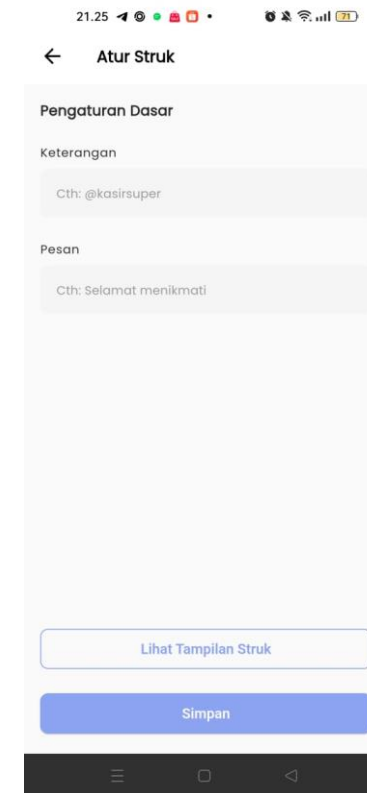 21.25
71
Atur Struk
Pengaturan Dasar
Keterangan
Cth: @kasirsuper
Pesan
Cth: Selamat menikmati
Lihat Tampilan Struk
Simpan